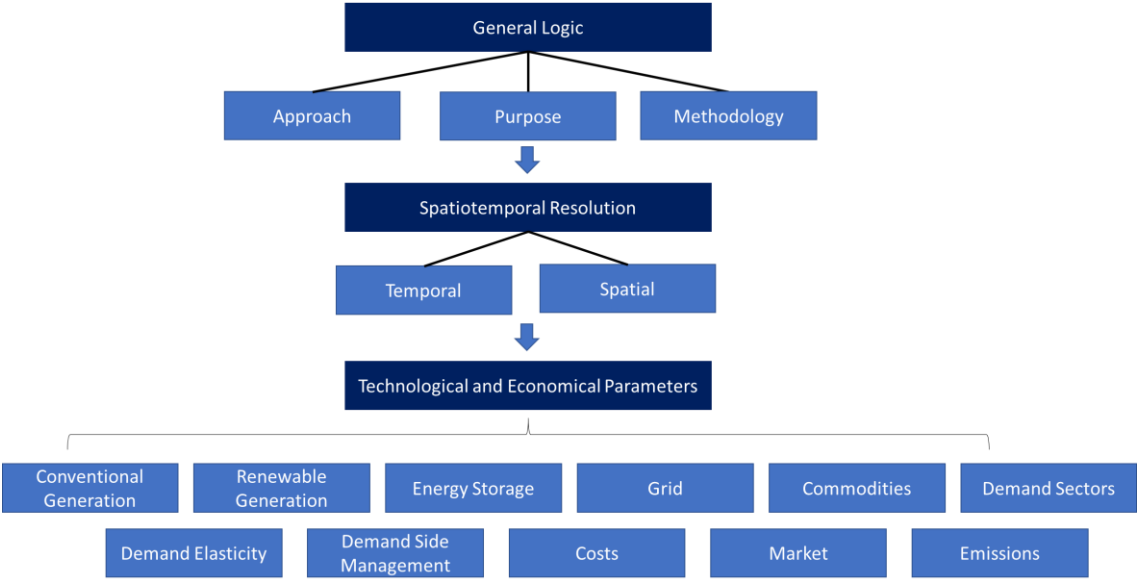 General Logic
Approach
Purpose
Methodology
Spatiotemporal Resolution
Temporal
Spatial
Technological and Economical Parameters
Conventional
Generation
Renewable
Generation
Energy Storage
Grid
Commodities
Demand Sectors
Demand Elasticity
Demand Side
Management
Costs
Market
Emissions